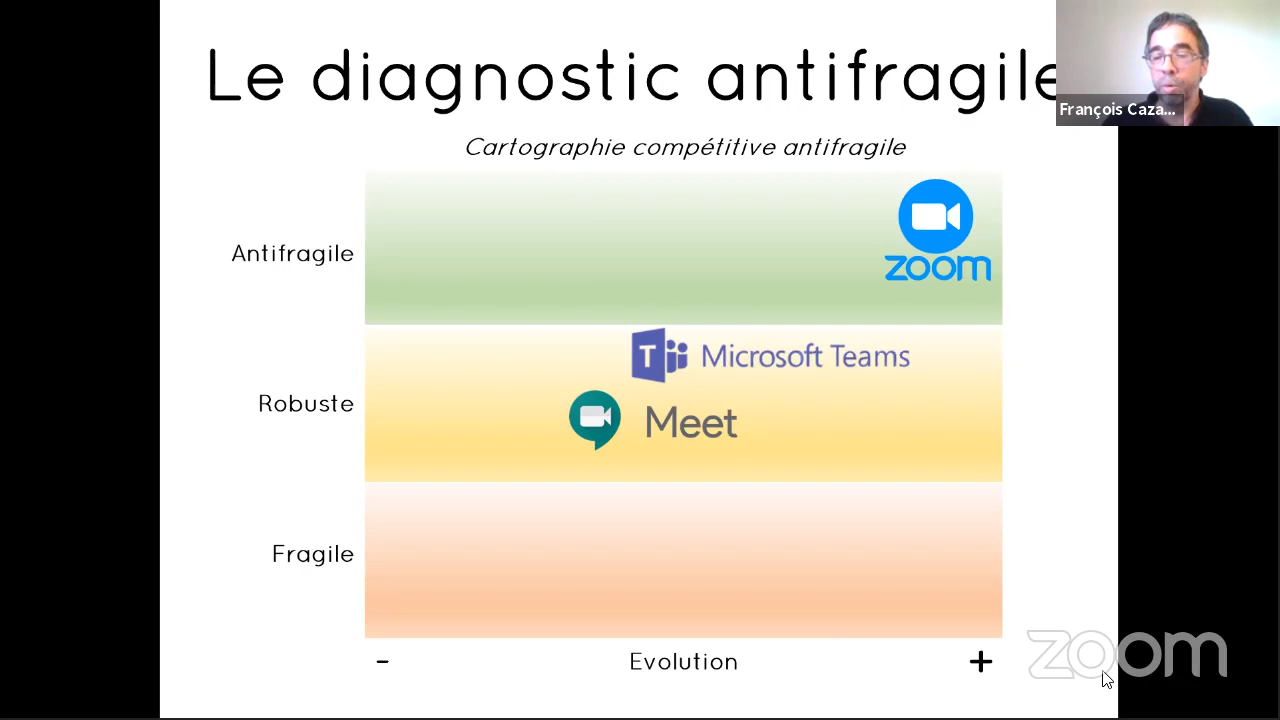 Le diagnostic antifragile
François Caza...
Cartographie compétitive antifragile
zoom
Antifragile
T Microsoft Teams
Robuste
Meet
Fragile
- Evolution +
zoom